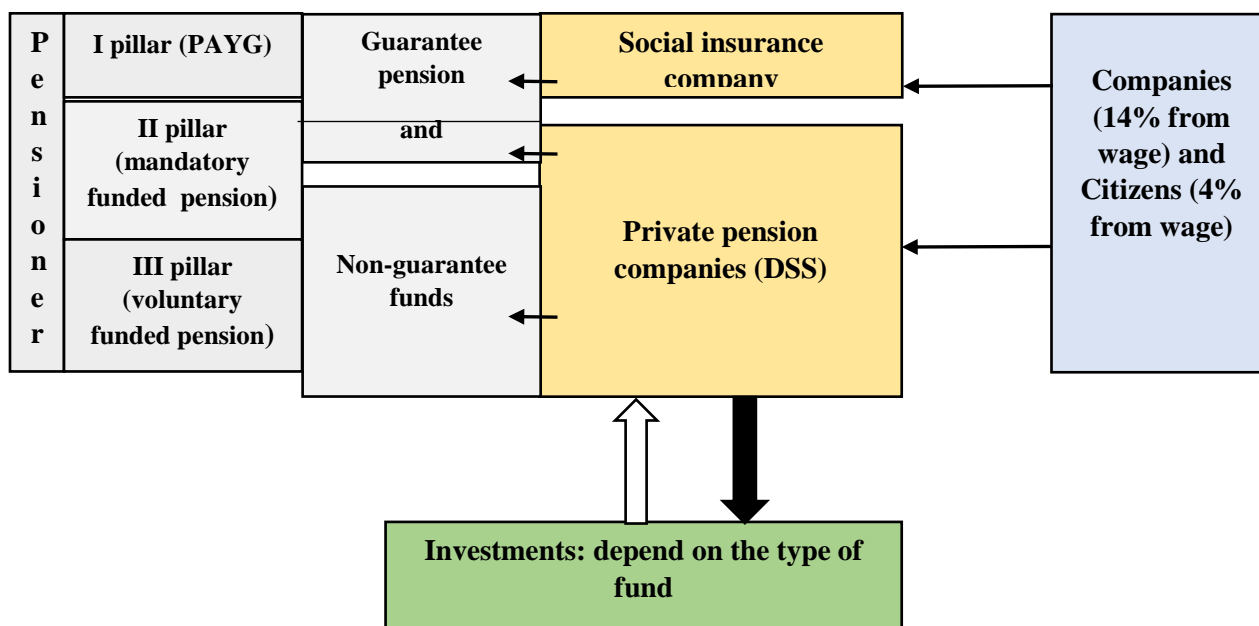 Pensioner
I pillar (PAYG)
II pillar
(mandatory
funded pension)
III pillar
(voluntary
funded pension)
Guarantee
pension
and
Non-guarantee
funds
Social insurance
company
Private pension
companies (DSS)
Companies
(14% from
wage) and
Citizens (4%
from wage)
Investments: depend on the type of
fund